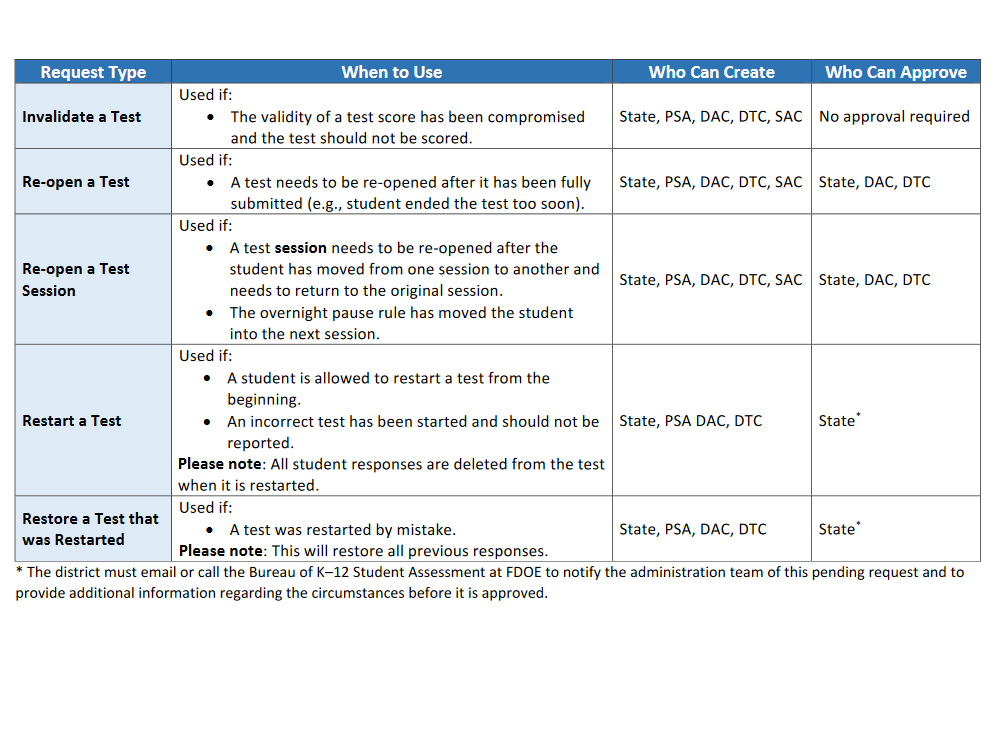 Request Type When to Use Who Can Create Who Can Approve
Invalidate a Test
Used if:
• The validity of a test score has been compromised
and the test should not be scored.
State, PSA, DAC, DTC, SAC
No approval required
Re-open a Test
Used if:
• A test needs to be re-opened after it has been fully
submitted (e.g., student ended the test too soon).
State, PSA, DAC, DTC, SAC
State, DAC, DTC
Re-open a Test
Session
Used if:
• A test session needs to be re-opened after the
student has moved from one session to another and
needs to return to the original session.
• The overnight pause rule has moved the student
into the next session.
State, PSA, DAC, DTC, SAC
State, DAC, DTC
Restart a Test
Used if:
• A student is allowed to restart a test from the
beginning.
• An incorrect test has been started and should not be
reported.
Please note: All student responses are deleted from the test
when it is restarted.
State, PSA DAC, DTC
State*
Restore a Test that
was Restarted
Used if:
• A test was restarted by mistake.
Please note: This will restore all previous responses.
State, PSA, DAC, DTC
State*
* The district must email or call the Bureau of K–12 Student Assessment at FDOE to notify the administration team of this pending request and to
provide additional information regarding the circumstances before it is approved.